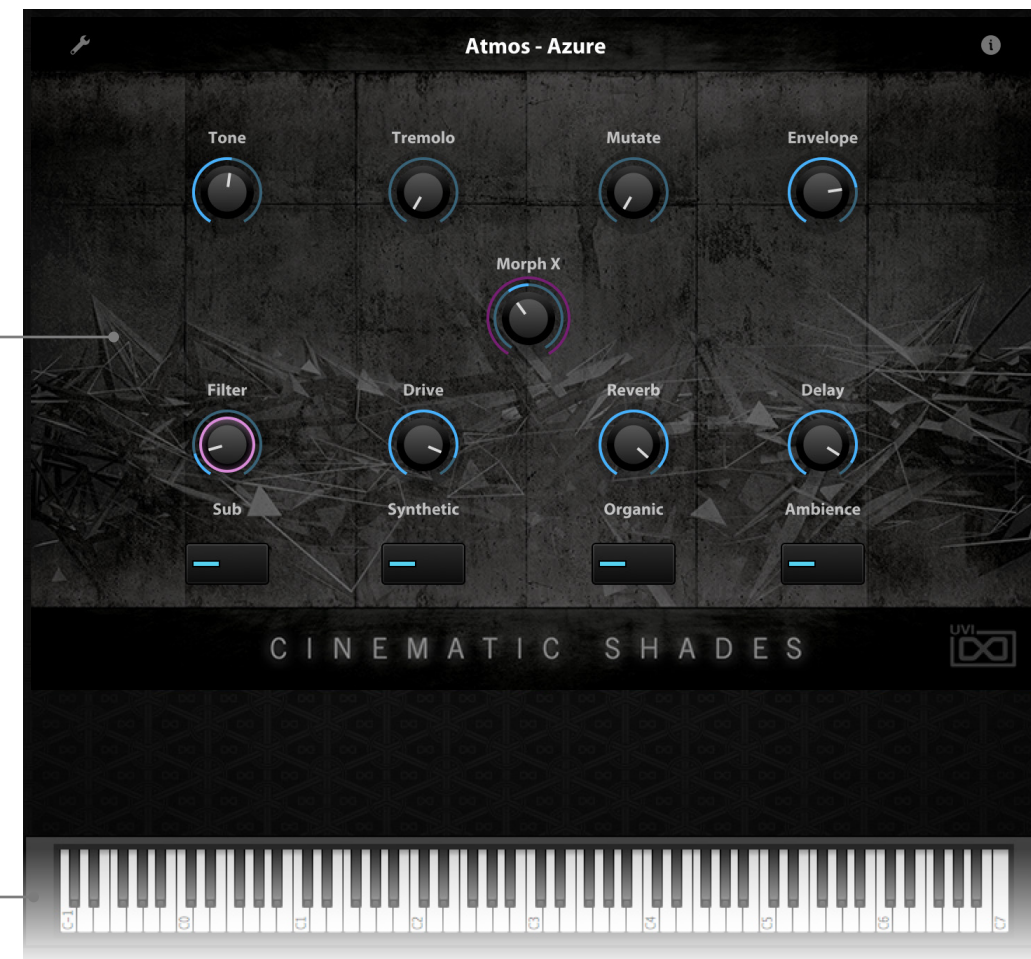 Atmos - Azure
i
Tone Tremolo Mutate Envelope
Morph X
Filter Drive Reverb Delay
Sub Synthetic Organic Ambience
CINEMATIC SHADES
UVI
C-1 C0 C1 C2 C3 C4 C5 C6 C7